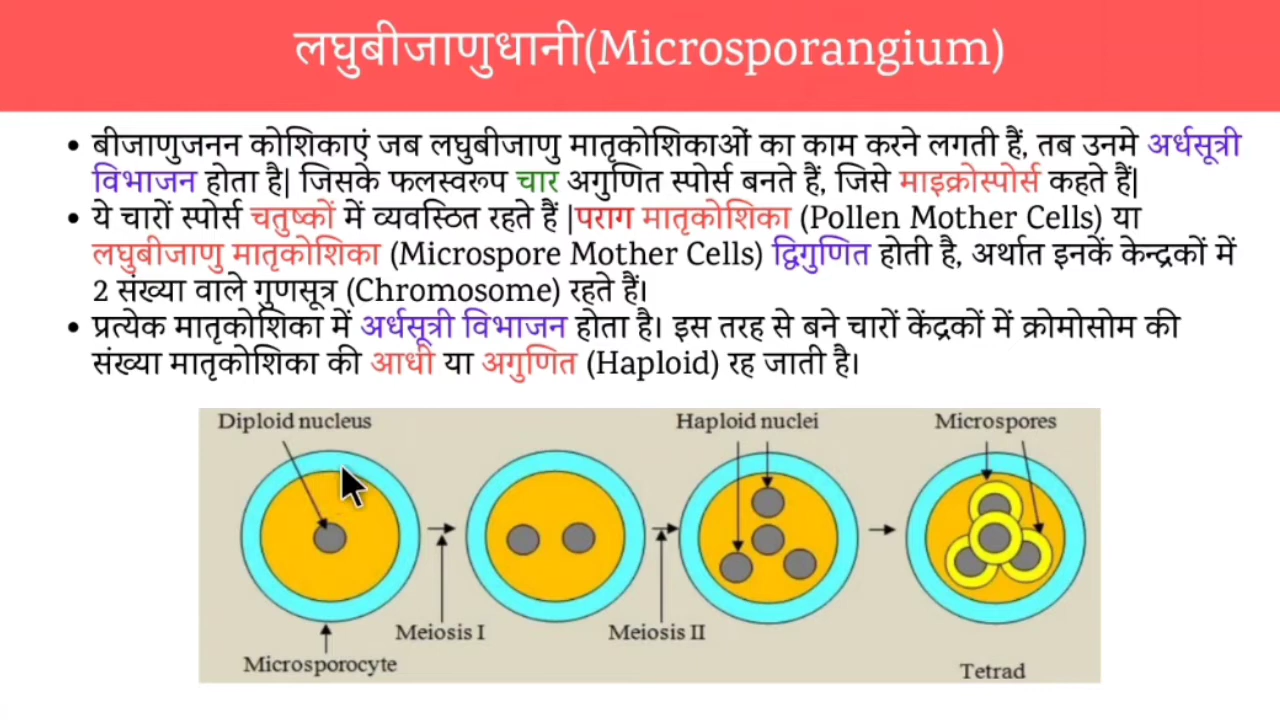 लघुबीजाणुधानी(Microsporangium)
• बीजाणुजनन कोशिकाएं जब लघुबीजाणु मातृकोशिकाओं का काम करने लगती हैं, तब उनमे अर्धसूत्री
विभाजन होता है| जिसके फलस्वरूप चार अगुणित स्पोर्स बनते हैं, जिसे माइक्रोस्पोर्स कहते हैं|
• ये चारों स्पोर्स चतुष्कों में व्यवस्थित रहते हैं |पराग मातृकोशिका (Pollen Mother Cells) या
लघुबीजाणु मातृकोशिका (Microspore Mother Cells) द्विगुणित होती है, अर्थात इनकें केन्द्रकों में
2 संख्या वाले गुणसूत्र (Chromosome) रहते हैं।
• प्रत्येक मातृकोशिका में अर्धसूत्री विभाजन होता है। इस तरह से बने चारों केंद्रकों में क्रोमोसोम की
संख्या मातृकोशिका की आधी या अगुणित (Haploid) रह जाती है।
Diploid nucleus
Haploid nuclei
Microspores
Meiosis I
Meiosis II
Microsporocyte
Tetrad